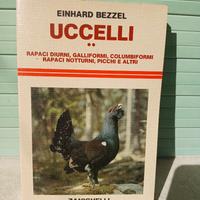 EINHARD BEZZEL
UCCELLI
••
RAPACI DIURNI, GALLIFORMI, COLUMBIFORMI
RAPACI NOTTURNI, PICCHI E ALTRI
ZANICHELLI